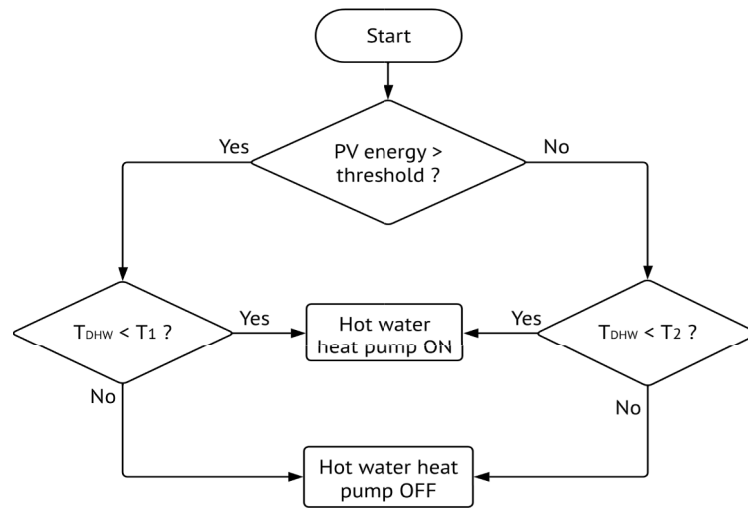 Start
PV energy >
threshold ?
Yes
No
TDHW < T1 ?
Yes
Hot water
heat pump ON
Yes
TDHW < T2 ?
No
No
Hot water heat
pump OFF